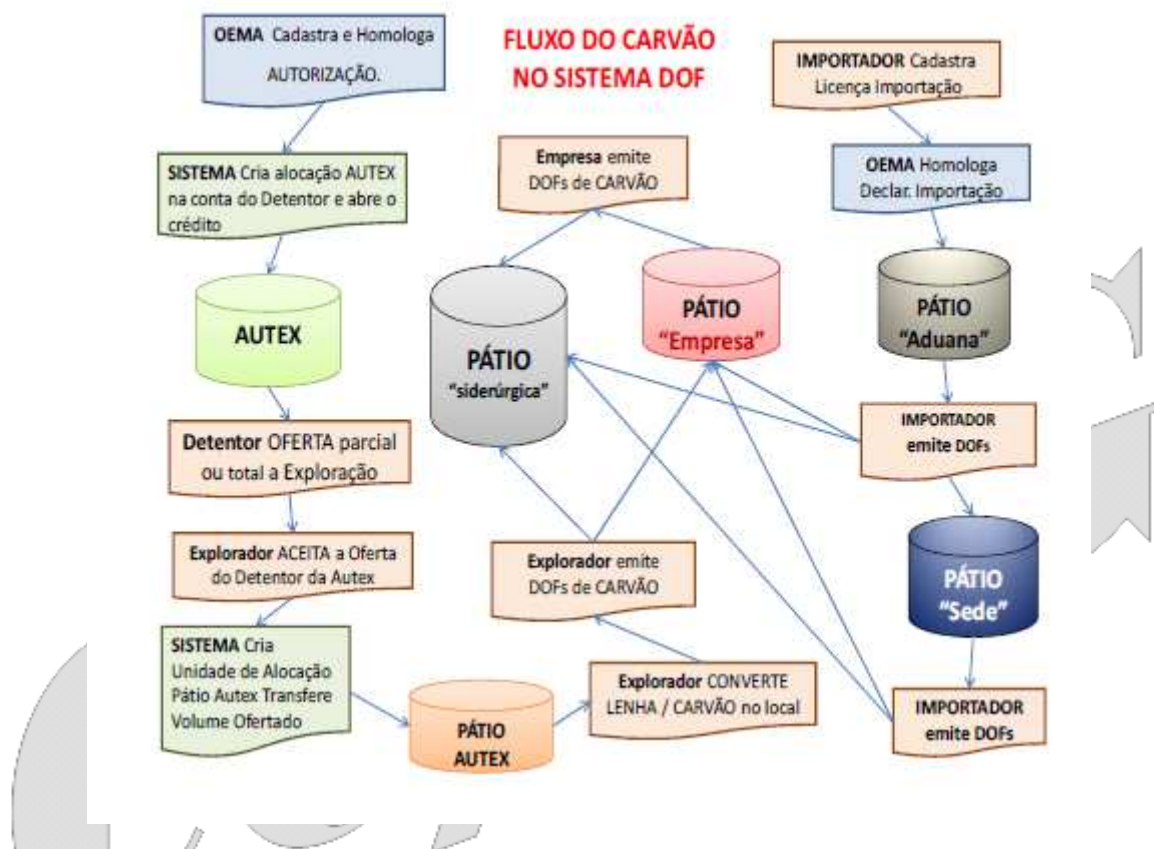 OEMA Cadastra e Homologa
AUTORIZAÇÃO.
FLUXO DO CARVÃO
NO SISTEMA DOF
IMPORTADOR Cadastra
Licença Importação
SISTEMA Cria alocação AUTEX
na conta do Detentor e abre o
crédito
Empresa emite
DOFs de CARVÃO
OEMA Homologa
Declar. Importação
AUTEX
PÁTIO
"siderúrgica"
PÁTIO
"Empresa"
PÁTIO
"Aduana"
Detentor OFERTA parcial
ou total a Exploração
IMPORTADOR
emite DOFs
Explorador ACEITA a Oferta
do Detentor da Autex
Explorador emite
DOFs de CARVÃO
PÁTIO
"Sede"
SISTEMA Cria
Unidade de Alocação
Pátio Autex Transfere
Volume Ofertado
PÁTIO
AUTEX
Explorador CONVERTE
LENHA / CARVÃO no local
IMPORTADOR
emite DOFs